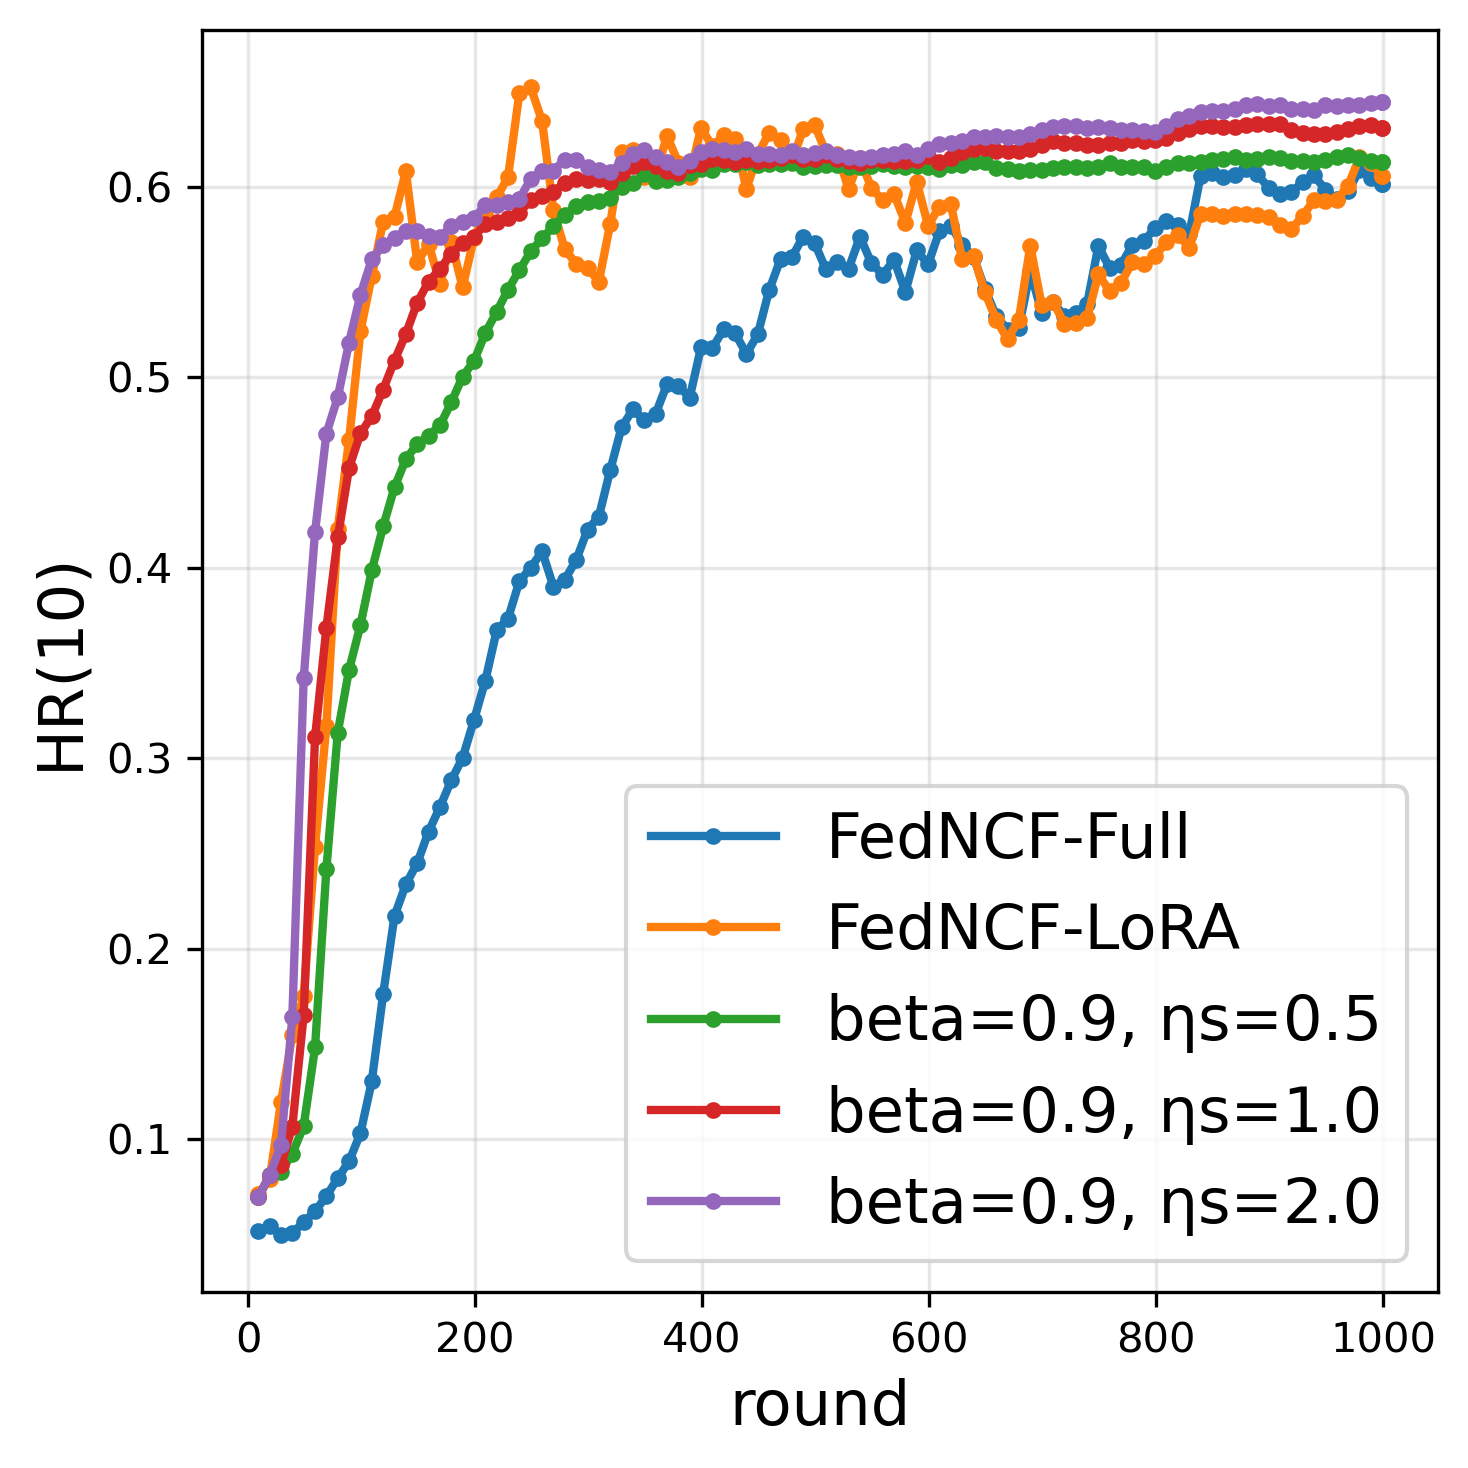 0.6
0.5
0.4
0.3
0.2
0.1
HR(10)
FedNCF-Full
FedNCF-LoRA
beta=0.9, ηs=0.5
beta=0.9, ηs=1.0
beta=0.9, ηs=2.0
0 200 400 600 800 1000
round